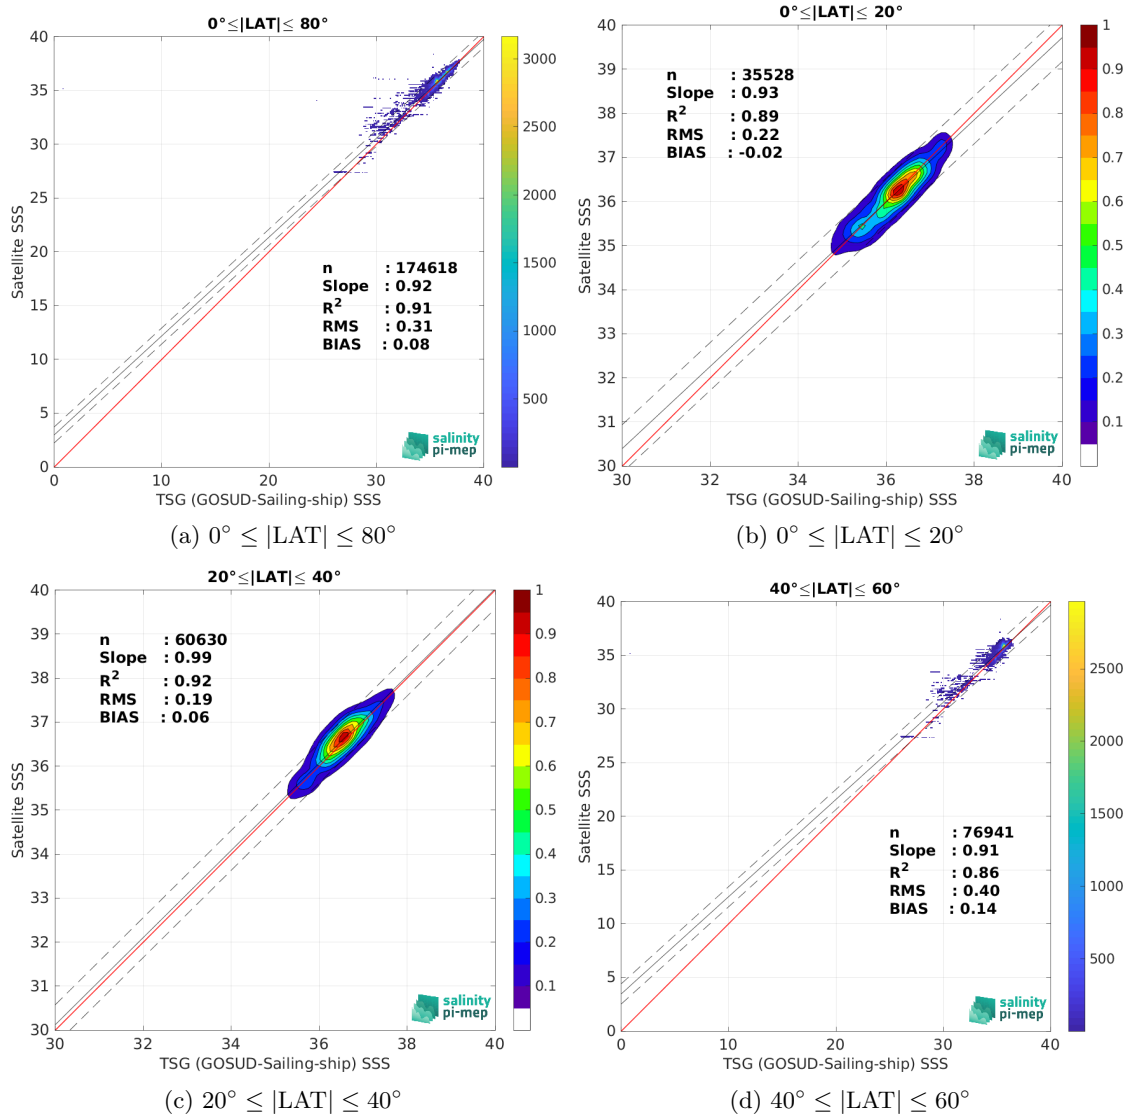 0°≤|LAT|≤ 80°
40
35
30
25
20
15
10
5
0
Satellite SSS
n : 174618
Slope : 0.92
R² : 0.91
RMS : 0.31
BIAS : 0.08
salinity
pi-mep
0 10 20 30 40
TSG (GOSUD-Sailing-ship) SSS
3000
2500
2000
1500
1000
500
(a) 0° ≤ |LAT| ≤ 80°
0°≤|LAT|≤ 20°
40
39
38
37
36
35
34
33
32
31
30
Satellite SSS
n : 35528
Slope : 0.93
R² : 0.89
RMS : 0.22
BIAS : -0.02
salinity
pi-mep
30 32 34 36 38 40
TSG (GOSUD-Sailing-ship) SSS
1
0.9
0.8
0.7
0.6
0.5
0.4
0.3
0.2
0.1
(b) 0° ≤ |LAT| ≤ 20°
20°≤|LAT|≤ 40°
40
39
38
37
36
35
34
33
32
31
30
Satellite SSS
n : 60630
Slope : 0.99
R² : 0.92
RMS : 0.19
BIAS : 0.06
salinity
pi-mep
30 32 34 36 38 40
TSG (GOSUD-Sailing-ship) SSS
1
0.9
0.8
0.7
0.6
0.5
0.4
0.3
0.2
0.1
(c) 20° ≤ |LAT| ≤ 40°
40°≤|LAT|≤ 60°
40
35
30
25
20
15
10
5
0
Satellite SSS
n : 76941
Slope : 0.91
R² : 0.86
RMS : 0.40
BIAS : 0.14
salinity
pi-mep
0 10 20 30 40
TSG (GOSUD-Sailing-ship) SSS
2500
2000
1500
1000
500
(d) 40° ≤ |LAT| ≤ 60°